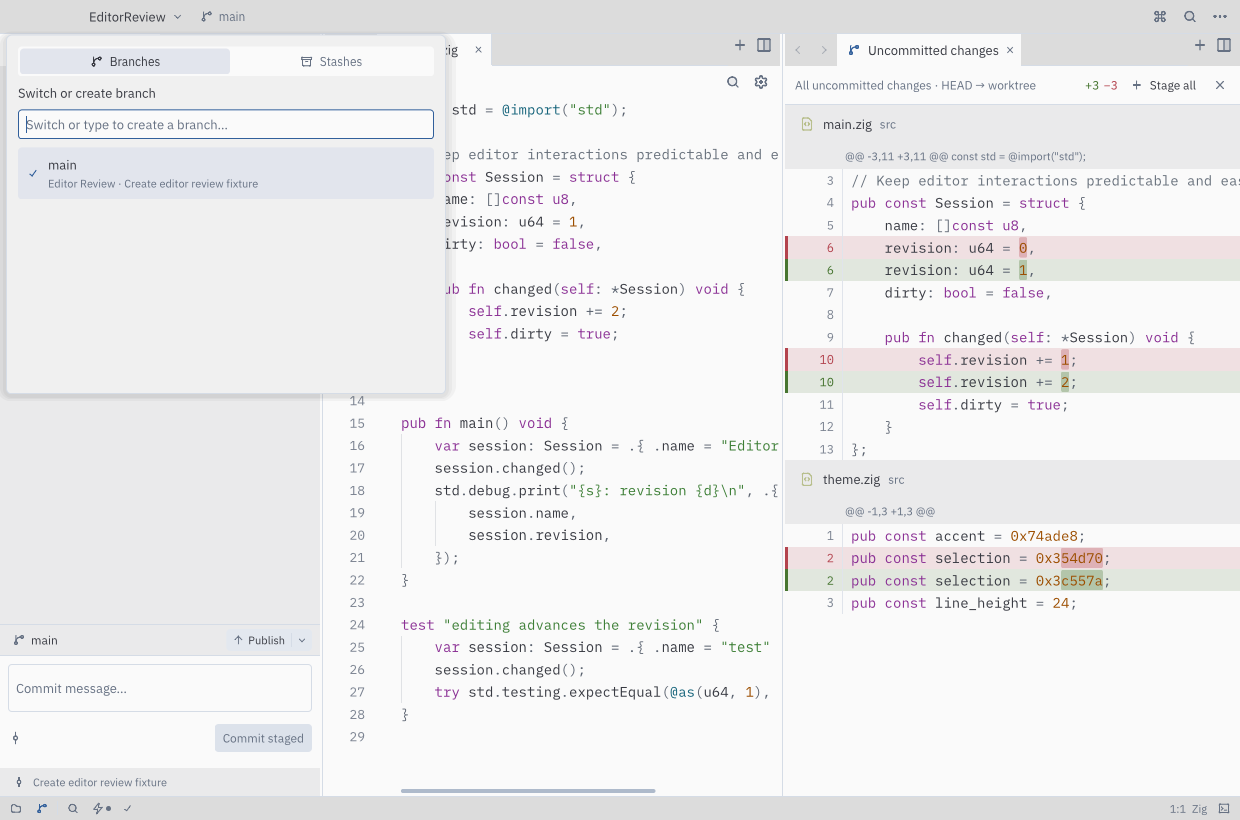 EditorReview
main
Branches
Stashes
Switch or create branch
Switch or type to create a branch...
main
Editor Review · Create editor review fixture
main
Publish
Commit message...
Commit staged
Create editor review fixture
zig
std = @import("std");
ep editor interactions predictable and e
onst Session = struct {
ame: []const u8,
evision: u64 = 1,
irty: bool = false,
ub fn changed(self: *Session) void {
self.revision += 2;
self.dirty = true;
14
15 pub fn main() void {
16 var session: Session = .{ .name = "Editor
17 session.changed();
18 std.debug.print("{s}: revision {d}\n", .{
19 session.name,
20 session.revision,
21 });
22 }
23
24 test "editing advances the revision" {
25 var session: Session = .{ .name = "test"
26 session.changed();
27 try std.testing.expectEqual(@as(u64, 1),
28 }
29
Uncommitted changes
All uncommitted changes · HEAD → worktree +3 −3 + Stage all
main.zig src
@@ -3,11 +3,11 @@ const std = @import("std");
3 // Keep editor interactions predictable and eas
4 pub const Session = struct {
5 name: []const u8,
6 revision: u64 = 0,
6 revision: u64 = 1,
7 dirty: bool = false,
8
9 pub fn changed(self: *Session) void {
10 self.revision += 1;
10 self.revision += 2;
11 self.dirty = true;
12 }
13 };
theme.zig src
@@ -1,3 +1,3 @@
1 pub const accent = 0x74ade8;
2 pub const selection = 0x354d70;
2 pub const selection = 0x3c557a;
3 pub const line_height = 24;
1:1 Zig